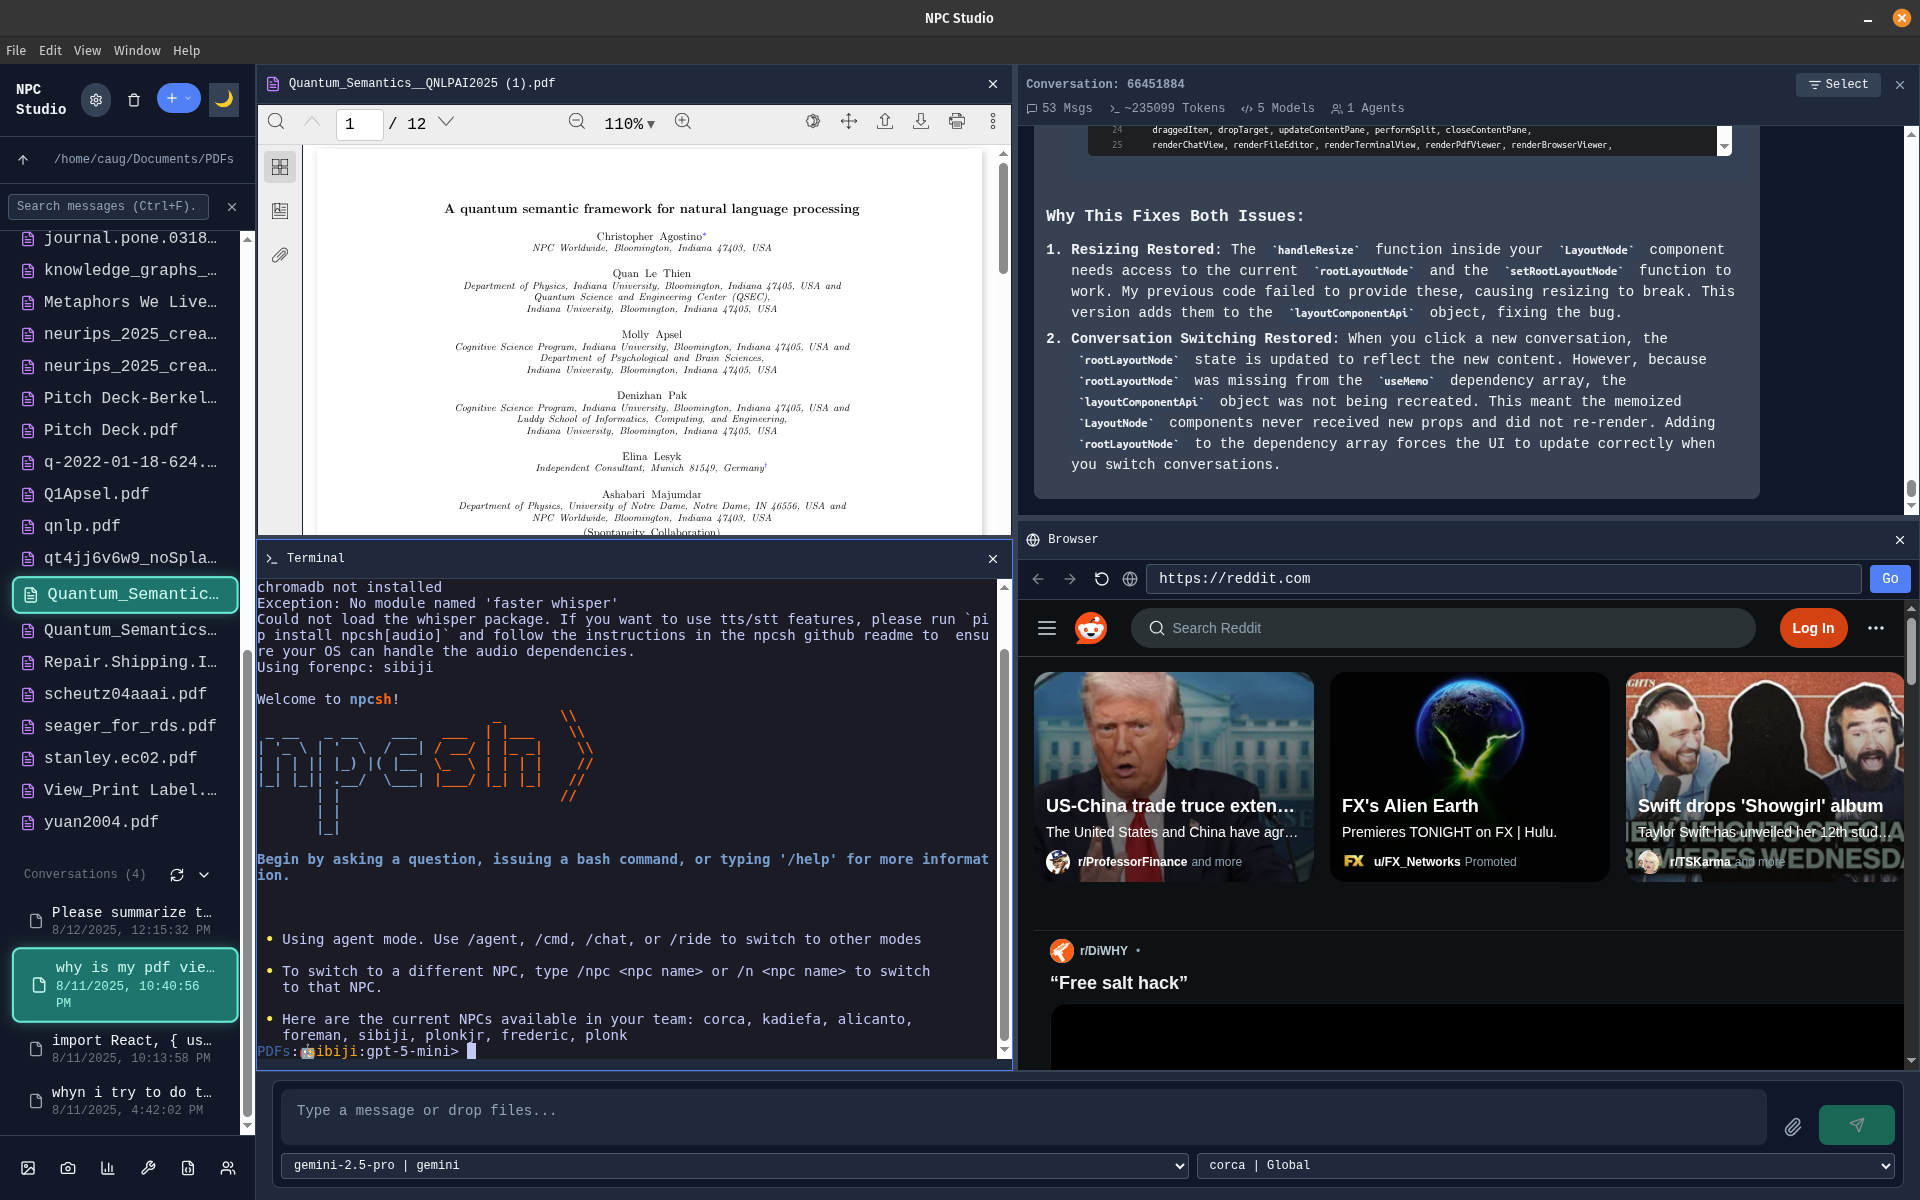 NPC Studio
File Edit View Window Help
NPC Studio
/home/caug/Documents/PDFs
Search messages (Ctrl+F).
journal.pone.0318…
knowledge_graphs_…
Metaphors We Live…
neurips_2025_crea…
neurips_2025_crea…
Pitch Deck-Berkel…
Pitch Deck.pdf
q-2022-01-18-624.…
Q1Apsel.pdf
qnlp.pdf
qt4jj6v6w9_noSpla…
Quantum_Semantic…
Quantum_Semantics…
Repair.Shipping.I…
scheutz04aaai.pdf
seager_for_rds.pdf
stanley.ec02.pdf
View_Print Label.…
yuan2004.pdf
Conversations (4)
Please summarize t…
8/12/2025, 12:15:32 PM
why is my pdf vie…
8/11/2025, 10:40:56 PM
import React, { us…
8/11/2025, 10:13:58 PM
whyn i try to do t…
8/11/2025, 4:42:02 PM
Quantum_Semantics__QNLPAI2025 (1).pdf
1 / 12
110%
A quantum semantic framework for natural language processing
Christopher Agostino*
NPC Worldwide, Bloomington, Indiana 47403, USA
Quan Le Thien
Department of Physics, Indiana University, Bloomington, Indiana 47405, USA and
Quantum Science and Engineering Center (QSEC),
Indiana University, Bloomington, Indiana 47405, USA
Molly Apsel
Cognitive Science Program, Indiana University, Bloomington, Indiana 47405, USA and
Department of Psychological and Brain Sciences,
Indiana University, Bloomington, Indiana 47405, USA
Denizhan Pak
Cognitive Science Program, Indiana University, Bloomington, Indiana 47405, USA and
Luddy School of Informatics, Computing, and Engineering,
Indiana University, Bloomington, Indiana 47405, USA
Elina Lesyk
Independent Consultant, Munich 81549, Germany†
Ashabari Majumdar
Department of Physics, University of Notre Dame, Notre Dame, IN 46556, USA and
NPC Worldwide, Bloomington, Indiana 47403, USA
(Spontaneity Collaboration)
Terminal
chromadb not installed
Exception: No module named 'faster whisper'
Could not load the whisper package. If you want to use tts/stt features, please run `pi
p install npcsh[audio]` and follow the instructions in the npcsh github readme to  ensu
re your OS can handle the audio dependencies.
Using forenpc: sibiji
Welcome to npcsh!
Begin by asking a question, issuing a bash command, or typing '/help' for more informat
ion.
• Using agent mode. Use /agent, /cmd, /chat, or /ride to switch to other modes
• To switch to a different NPC, type /npc <npc name> or /n <npc name> to switch
to that NPC.
• Here are the current NPCs available in your team: corca, kadiefa, alicanto,
foreman, sibiji, plonkjr, frederic, plonk
PDFs:🤖sibiji:gpt-5-mini>
Conversation: 66451884
Select
53 Msgs ~235099 Tokens 5 Models 1 Agents
24 draggedItem, dropTarget, updateContentPane, performSplit, closeContentPane,
25 renderChatView, renderFileEditor, renderTerminalView, renderPdfViewer, renderBrowserViewer,
Why This Fixes Both Issues:
1. Resizing Restored: The `handleResize` function inside your `LayoutNode` component
needs access to the current `rootLayoutNode` and the `setRootLayoutNode` function to
work. My previous code failed to provide these, causing resizing to break. This
version adds them to the `layoutComponentApi` object, fixing the bug.
2. Conversation Switching Restored: When you click a new conversation, the
`rootLayoutNode` state is updated to reflect the new content. However, because
`rootLayoutNode` was missing from the `useMemo` dependency array, the
`layoutComponentApi` object was not being recreated. This meant the memoized
`LayoutNode` components never received new props and did not re-render. Adding
`rootLayoutNode` to the dependency array forces the UI to update correctly when
you switch conversations.
Browser
https://reddit.com
Go
Search Reddit
Log In
US-China trade truce exten…
The United States and China have agr…
r/ProfessorFinance and more
FX's Alien Earth
Premieres TONIGHT on FX | Hulu.
FX u/FX_Networks Promoted
Swift drops 'Showgirl' album
Taylor Swift has unveiled her 12th stud…
r/TSKarma and more
r/DiWHY •
“Free salt hack”
Type a message or drop files...
gemini-2.5-pro | gemini
corca | Global